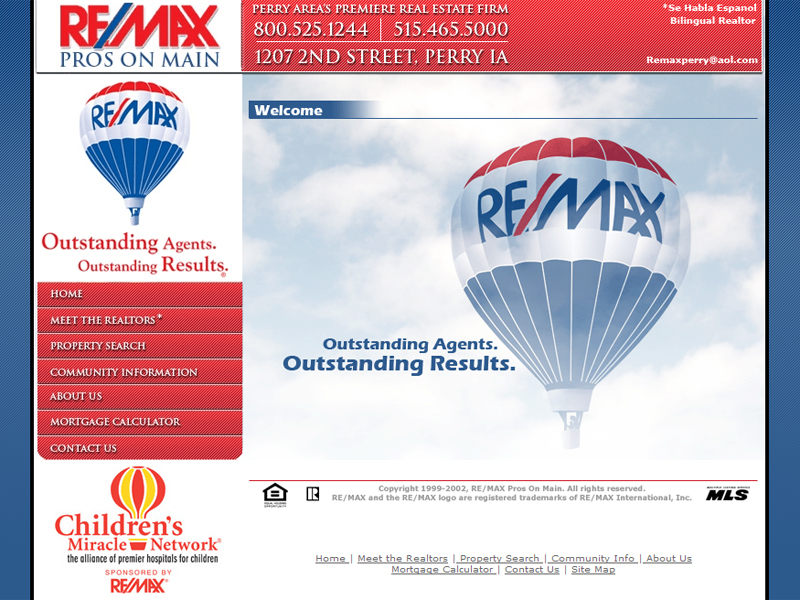 RE/MAX
PROS ON MAIN
PERRY AREA'S PREMIERE REAL ESTATE FIRM
800.525.1244 | 515.465.5000
1207 2ND STREET, PERRY IA
*Se Habla Espanol
Bilingual Realtor
Remaxperry@aol.com
RE/MAX
Outstanding Agents.
Outstanding Results.®
HOME
MEET THE REALTORS*
PROPERTY SEARCH
COMMUNITY INFORMATION
ABOUT US
MORTGAGE CALCULATOR
CONTACT US
Children's
Miracle Network®
the alliance of premier hospitals for children
SPONSORED BY
RE/MAX®
Welcome
RE/MAX
Outstanding Agents.
Outstanding Results.
EQUAL HOUSING
OPPORTUNITY
R
Copyright 1999-2002, RE/MAX Pros On Main. All rights reserved.
RE/MAX and the RE/MAX logo are registered trademarks of RE/MAX International, Inc.
MULTIPLE LISTING SERVICE
MLS
Home | Meet the Realtors | Property Search | Community Info | About Us
Mortgage Calculator | Contact Us | Site Map